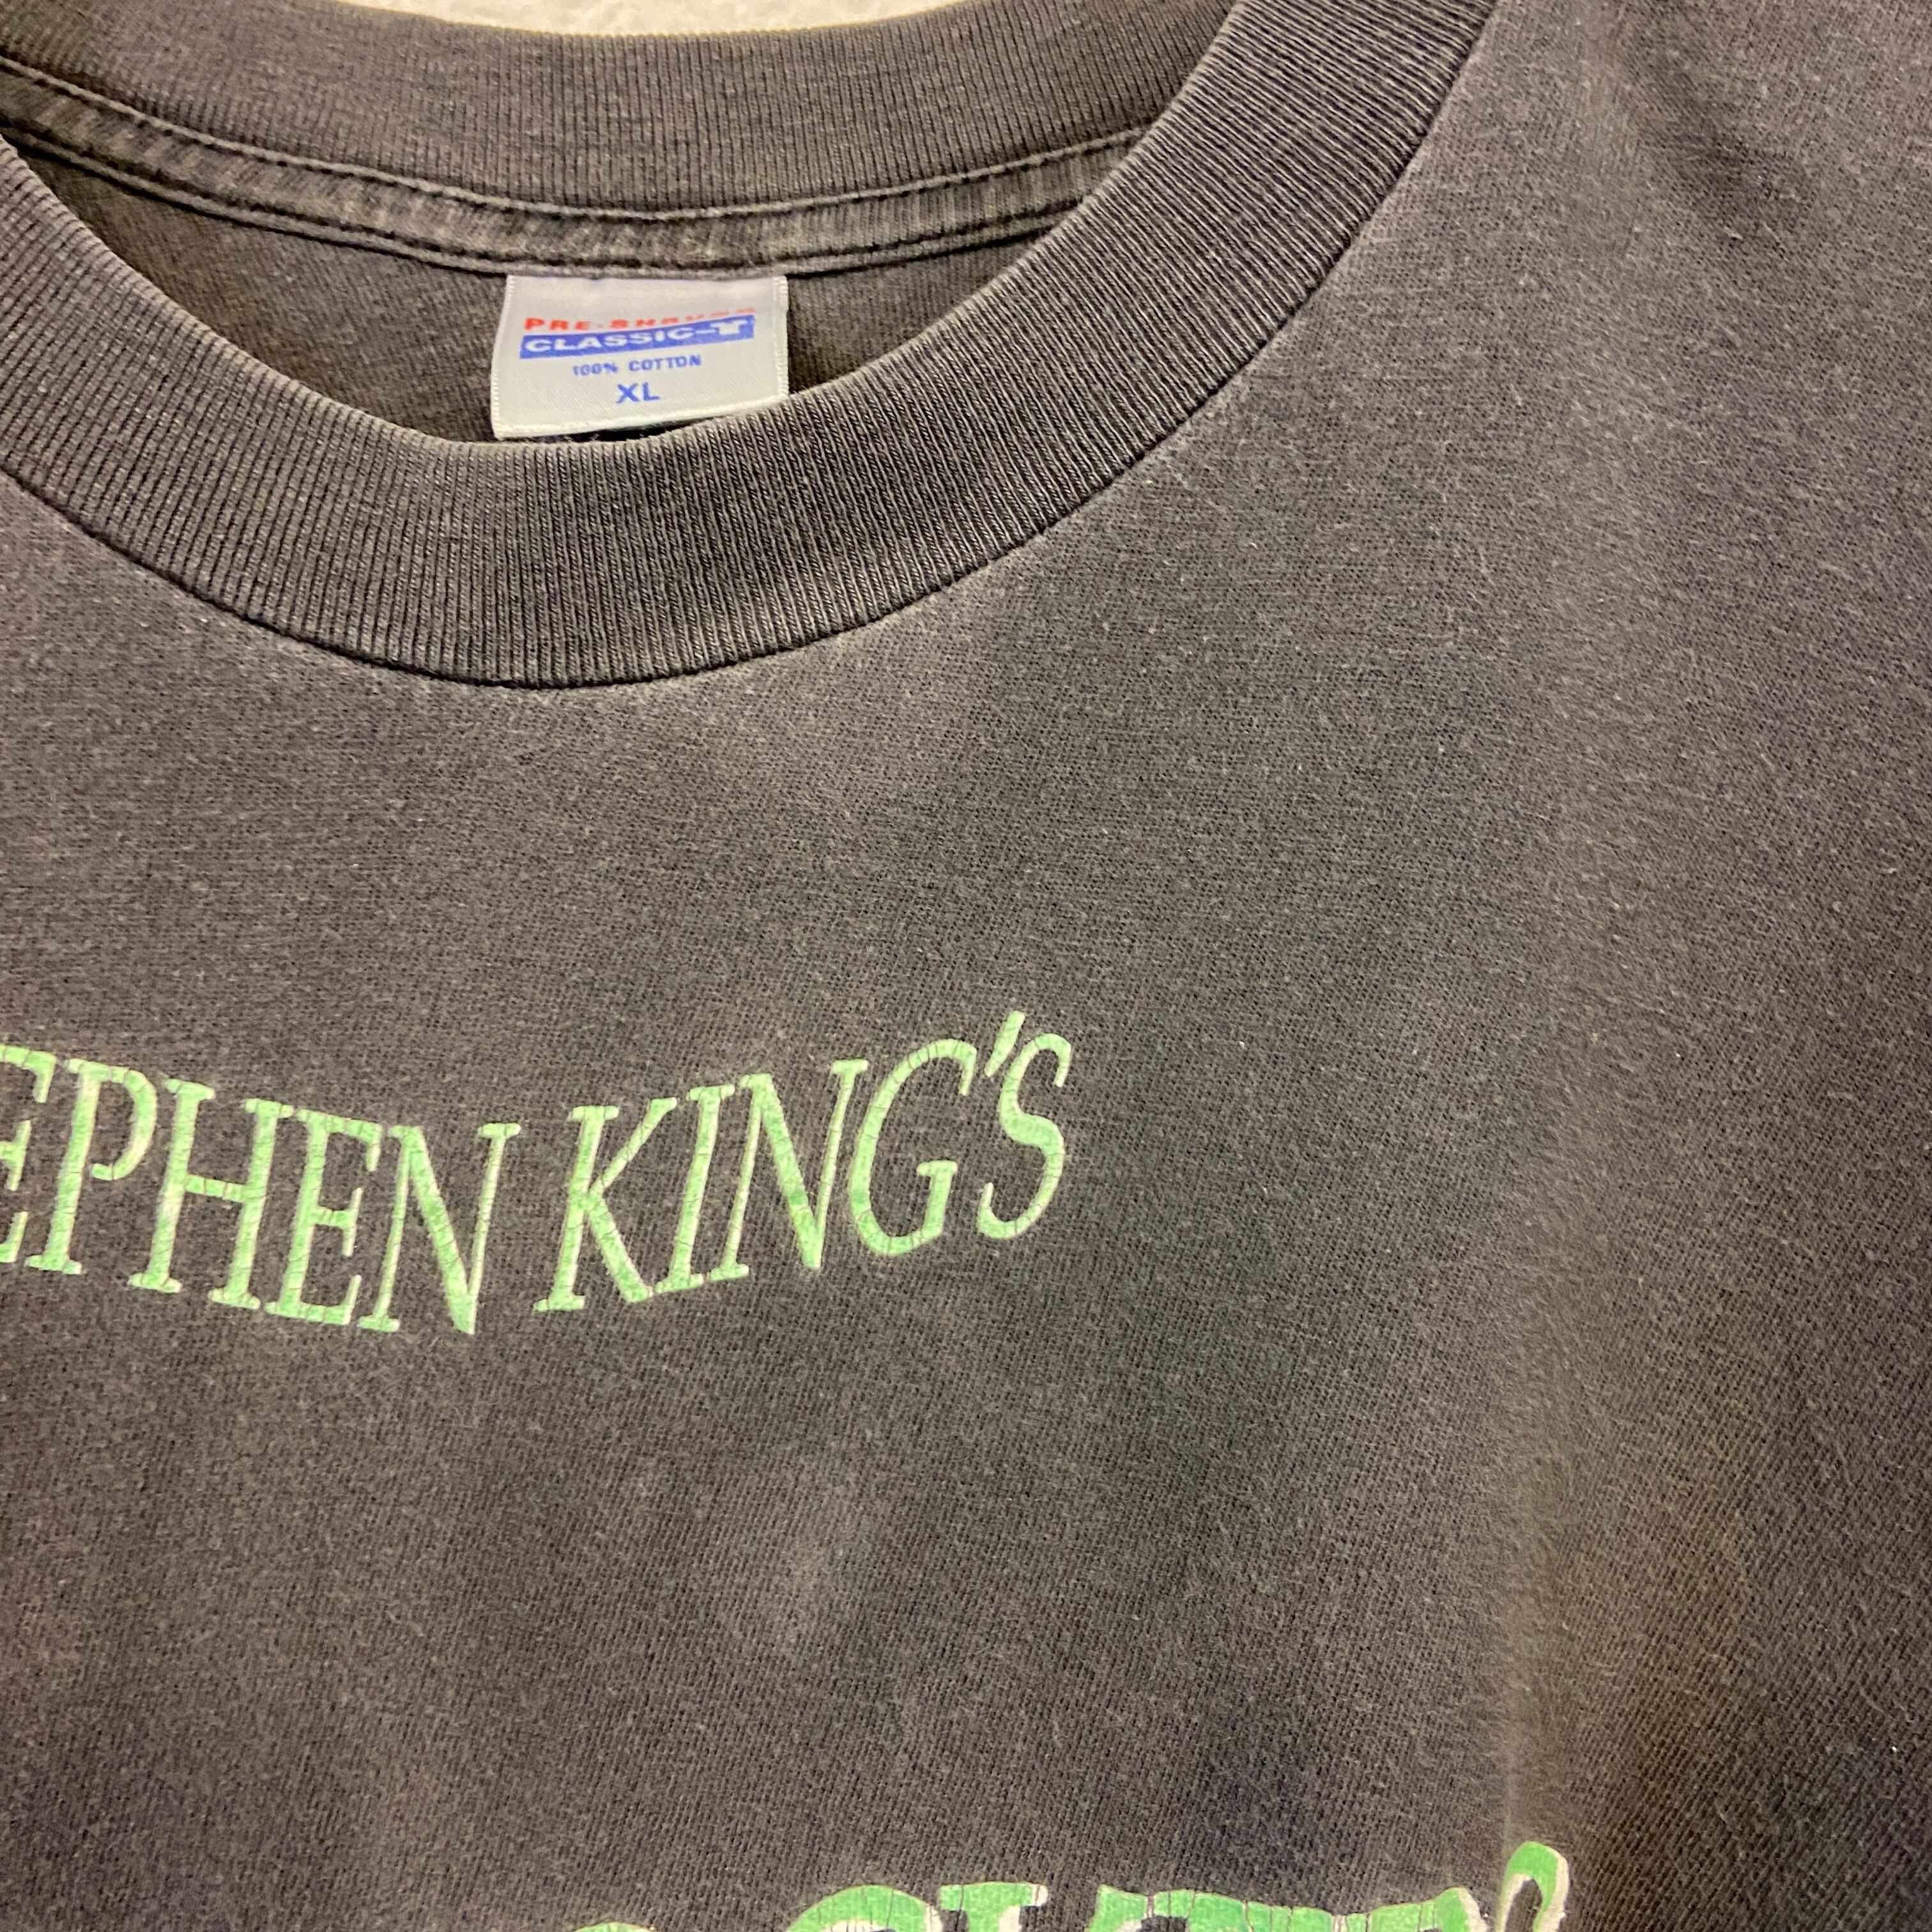 PRE-SHRUNK
CLASSIC-T
100% COTTON
XL
EPHEN KING'S